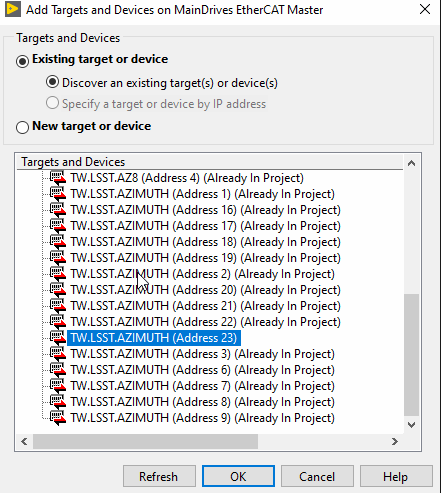 Add Targets and Devices on MainDrives EtherCAT Master
Targets and Devices
Existing target or device
Discover an existing target(s) or device(s)
Specify a target or device by IP address
New target or device
Targets and Devices
TW.LSST.AZ8 (Address 4) (Already In Project)
TW.LSST.AZIMUTH (Address 1) (Already In Project)
TW.LSST.AZIMUTH (Address 16) (Already In Project)
TW.LSST.AZIMUTH (Address 17) (Already In Project)
TW.LSST.AZIMUTH (Address 18) (Already In Project)
TW.LSST.AZIMUTH (Address 19) (Already In Project)
TW.LSST.AZIMUTH (Address 2) (Already In Project)
TW.LSST.AZIMUTH (Address 20) (Already In Project)
TW.LSST.AZIMUTH (Address 21) (Already In Project)
TW.LSST.AZIMUTH (Address 22) (Already In Project)
TW.LSST.AZIMUTH (Address 23)
TW.LSST.AZIMUTH (Address 3) (Already In Project)
TW.LSST.AZIMUTH (Address 6) (Already In Project)
TW.LSST.AZIMUTH (Address 7) (Already In Project)
TW.LSST.AZIMUTH (Address 8) (Already In Project)
TW.LSST.AZIMUTH (Address 9) (Already In Project)
Refresh OK Cancel Help